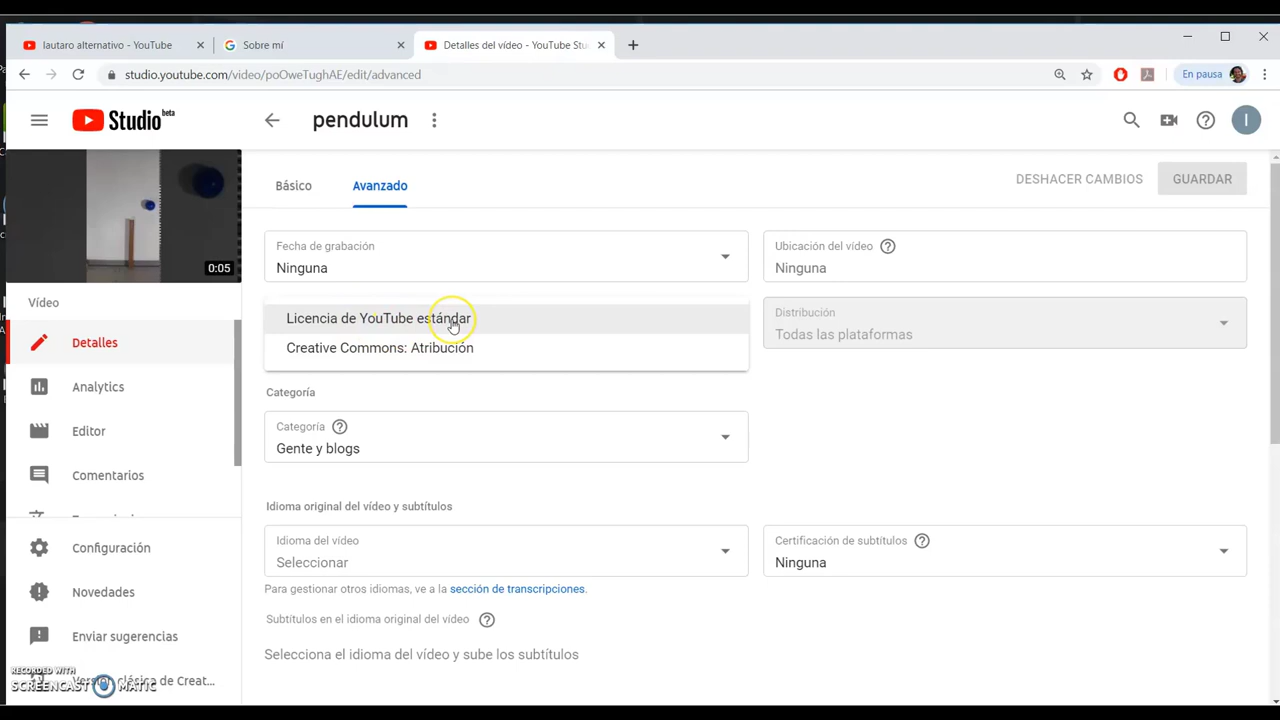 lautaro alternativo - YouTube
Sobre mí
Detalles del vídeo - YouTube Stu
studio.youtube.com/video/poOweTughAE/edit/advanced
En pausa
Studio beta
pendulum
I
Básico
Avanzado
DESHACER CAMBIOS
GUARDAR
0:05
Fecha de grabación
Ninguna
Ubicación del vídeo
Ninguna
Vídeo
Licencia de YouTube estándar
Creative Commons: Atribución
Distribución
Todas las plataformas
Detalles
Analytics
Editor
Comentarios
Categoría
Categoría
Gente y blogs
Idioma original del vídeo y subtítulos
Idioma del vídeo
Seleccionar
Certificación de subtítulos
Ninguna
Para gestionar otros idiomas, ve a la sección de transcripciones.
Subtítulos en el idioma original del vídeo
Selecciona el idioma del vídeo y sube los subtítulos
Configuración
Novedades
Enviar sugerencias
Versión clásica de Creat...
RECORDED WITH
SCREENCAST MATIC